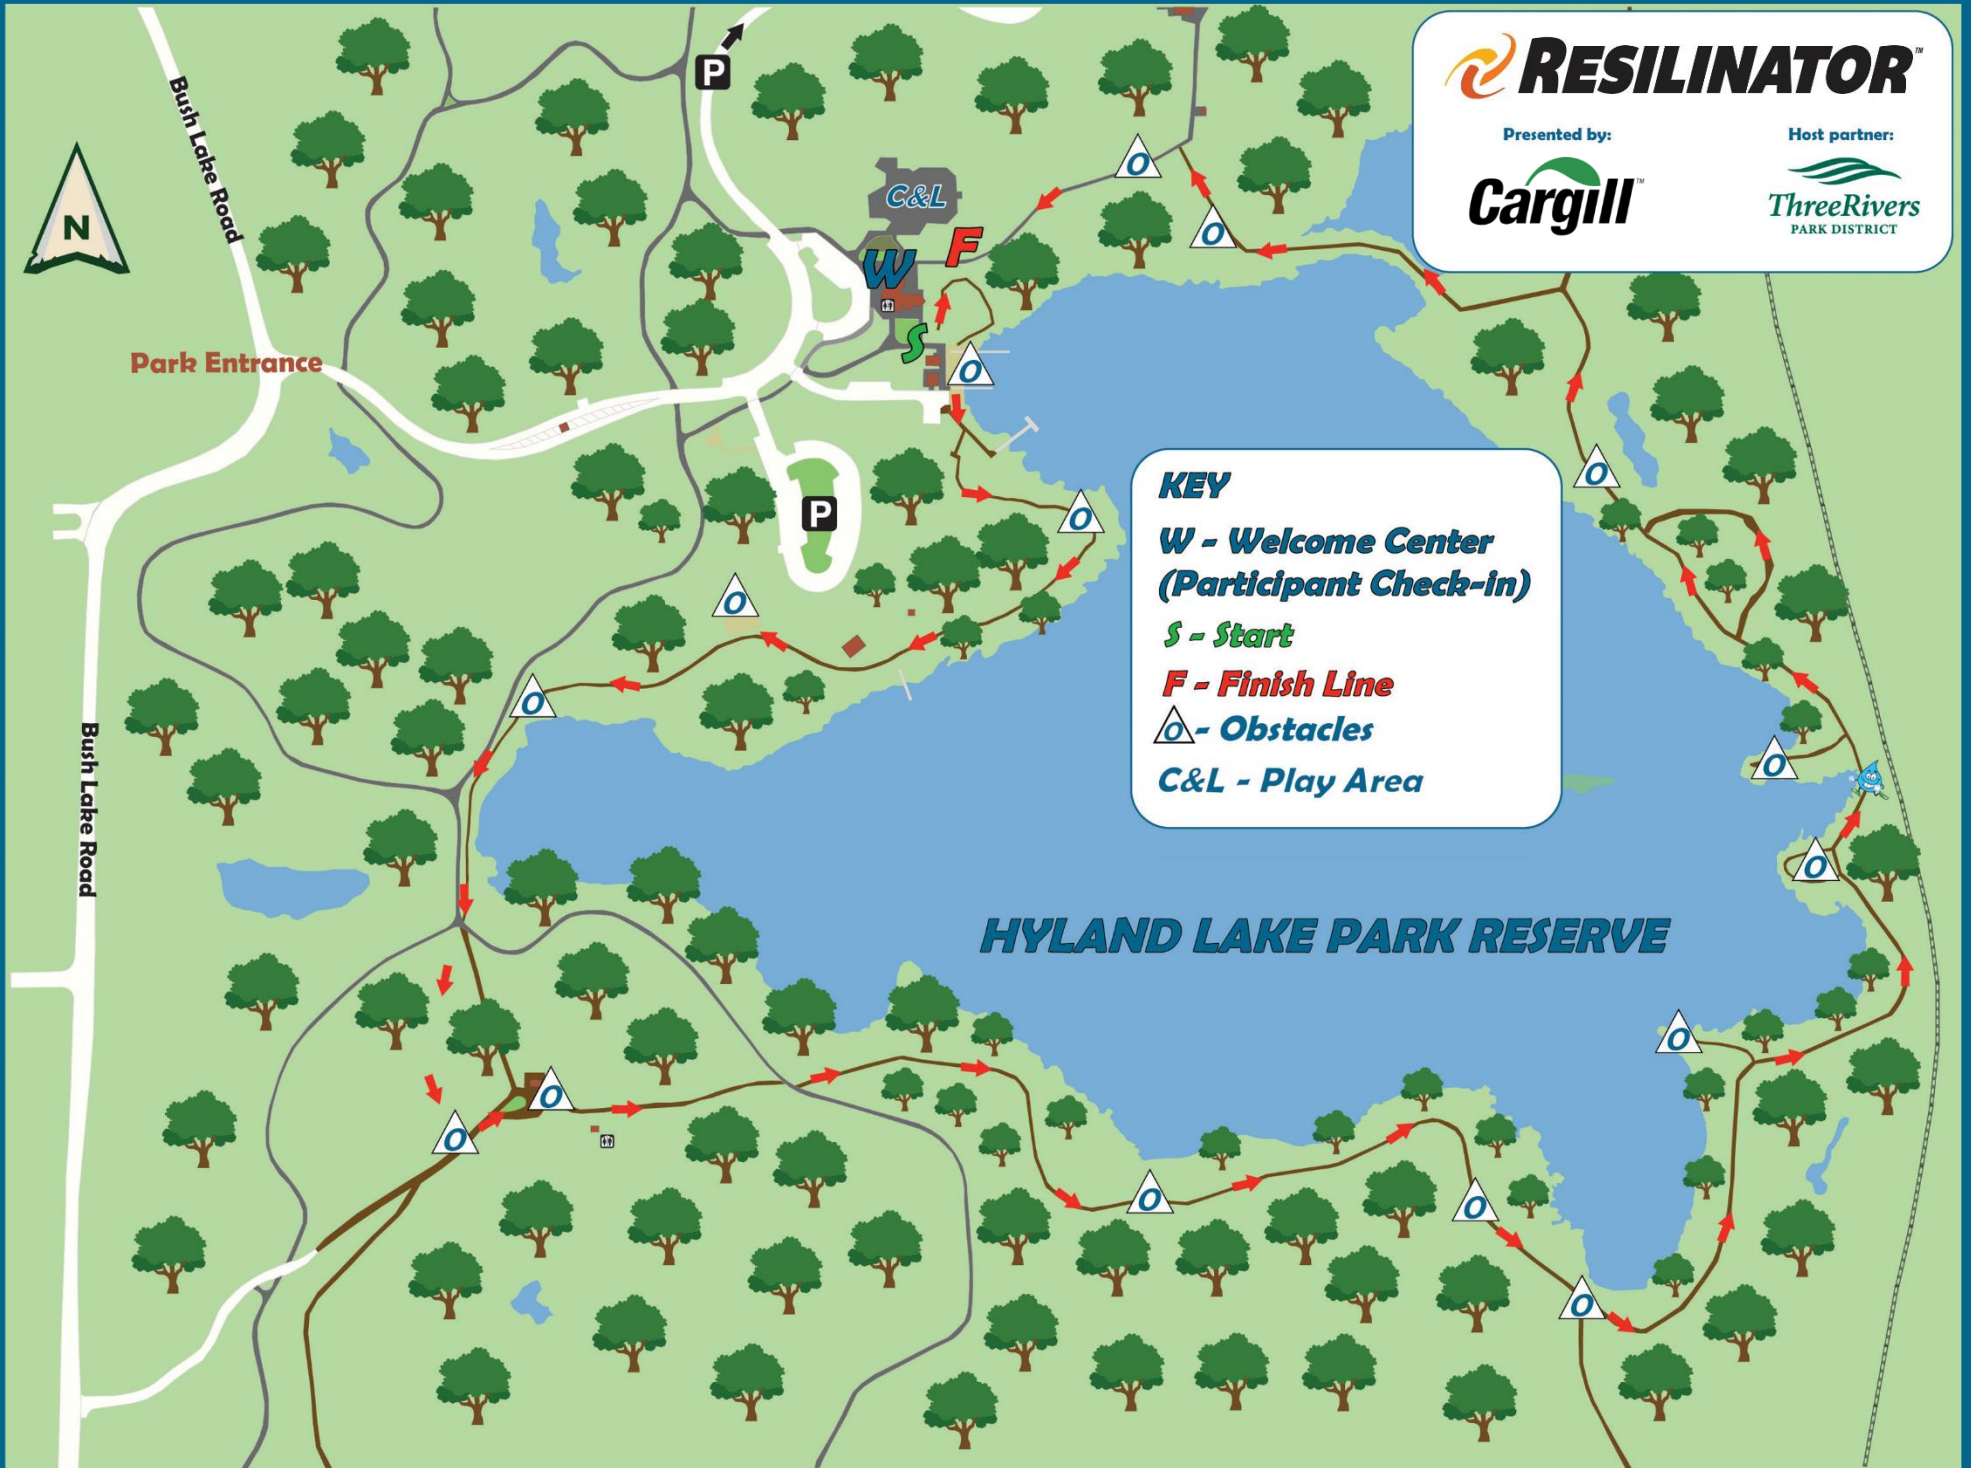 RESILINATOR™
Presented by:
Cargill™
Host partner:
ThreeRivers
PARK DISTRICT
P
Bush Lake Road
N
C&L
O
O
F
W
S
Park Entrance
O
O
P
O
O
O
KEY
W - Welcome Center
(Participant Check-in)
S - Start
F - Finish Line
O - Obstacles
C&L - Play Area
O
O
Bush Lake Road
HYLAND LAKE PARK RESERVE
O
O
O
O
O
O